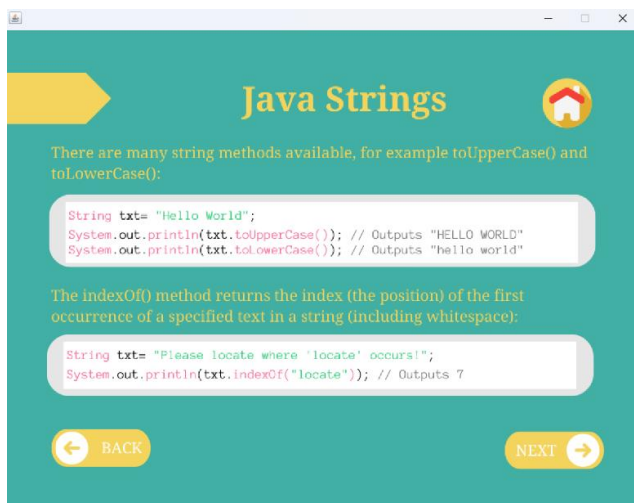 Java Strings
There are many string methods available, for example toUpperCase() and
toLowerCase():
String txt= "Hello World";
System.out.println(txt.toUpperCase()); // Outputs "HELLO WORLD"
System.out.println(txt.toLowerCase()); // Outputs "hello world"
The indexOf() method returns the index (the position) of the first
occurrence of a specified text in a string (including whitespace):
String txt= "Please locate where 'locate' occurs!";
System.out.println(txt.indexOf("locate")); // Outputs 7
BACK
NEXT